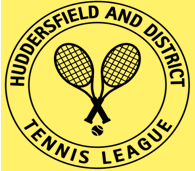 HUDDERSFIELD AND DISTRICT
TENNIS LEAGUE